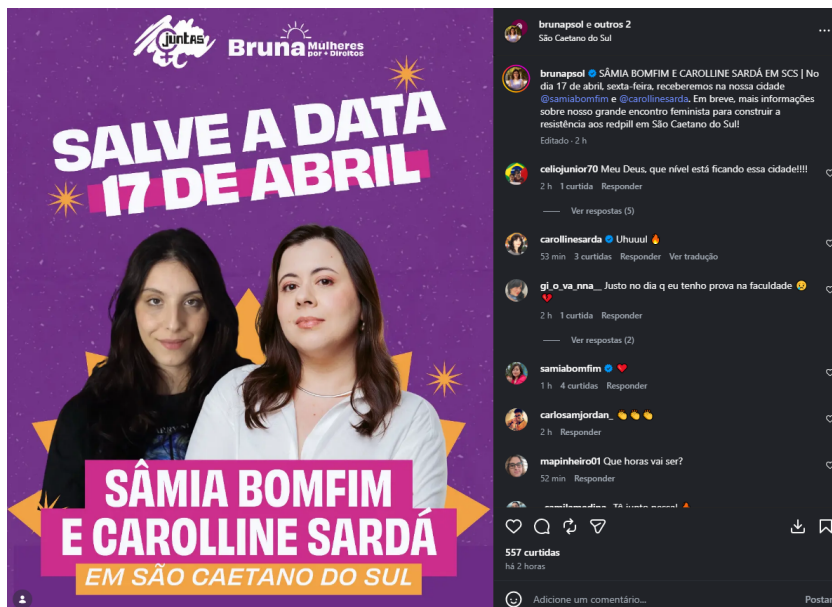 juntas
Bruna Mulheres por + Direitos
SALVE A DATA
17 DE ABRIL
SÂMIA BOMFIM
E CAROLLINE SARDÁ
EM SÃO CAETANO DO SUL
brunapsol e outros 2
São Caetano do Sul
brunapsol SÂMIA BOMFIM E CAROLLINE SARDÁ EM SCS | No
dia 17 de abril, sexta-feira, receberemos na nossa cidade
@samiabomfim e @carollinesarda. Em breve, mais informações
sobre nosso grande encontro feminista para construir a
resistência aos redpill em São Caetano do Sul!
Editado · 2 h
celiojunior70 Meu Deus, que nível está ficando essa cidade!!!!
2 h 1 curtida Responder
Ver respostas (5)
carollinesarda Uhuuul 🔥
53 min 3 curtidas Responder Ver tradução
gi_o_va_nna__ Justo no dia q eu tenho prova na faculdade
2 h 1 curtida Responder
Ver respostas (2)
samiabomfim ❤️
1 h 4 curtidas Responder
carlosamjordan_ 👏👏👏
2 h Responder
mapinheiro01 Que horas vai ser?
52 min Responder
557 curtidas
há 2 horas
Adicione um comentário...
Postar